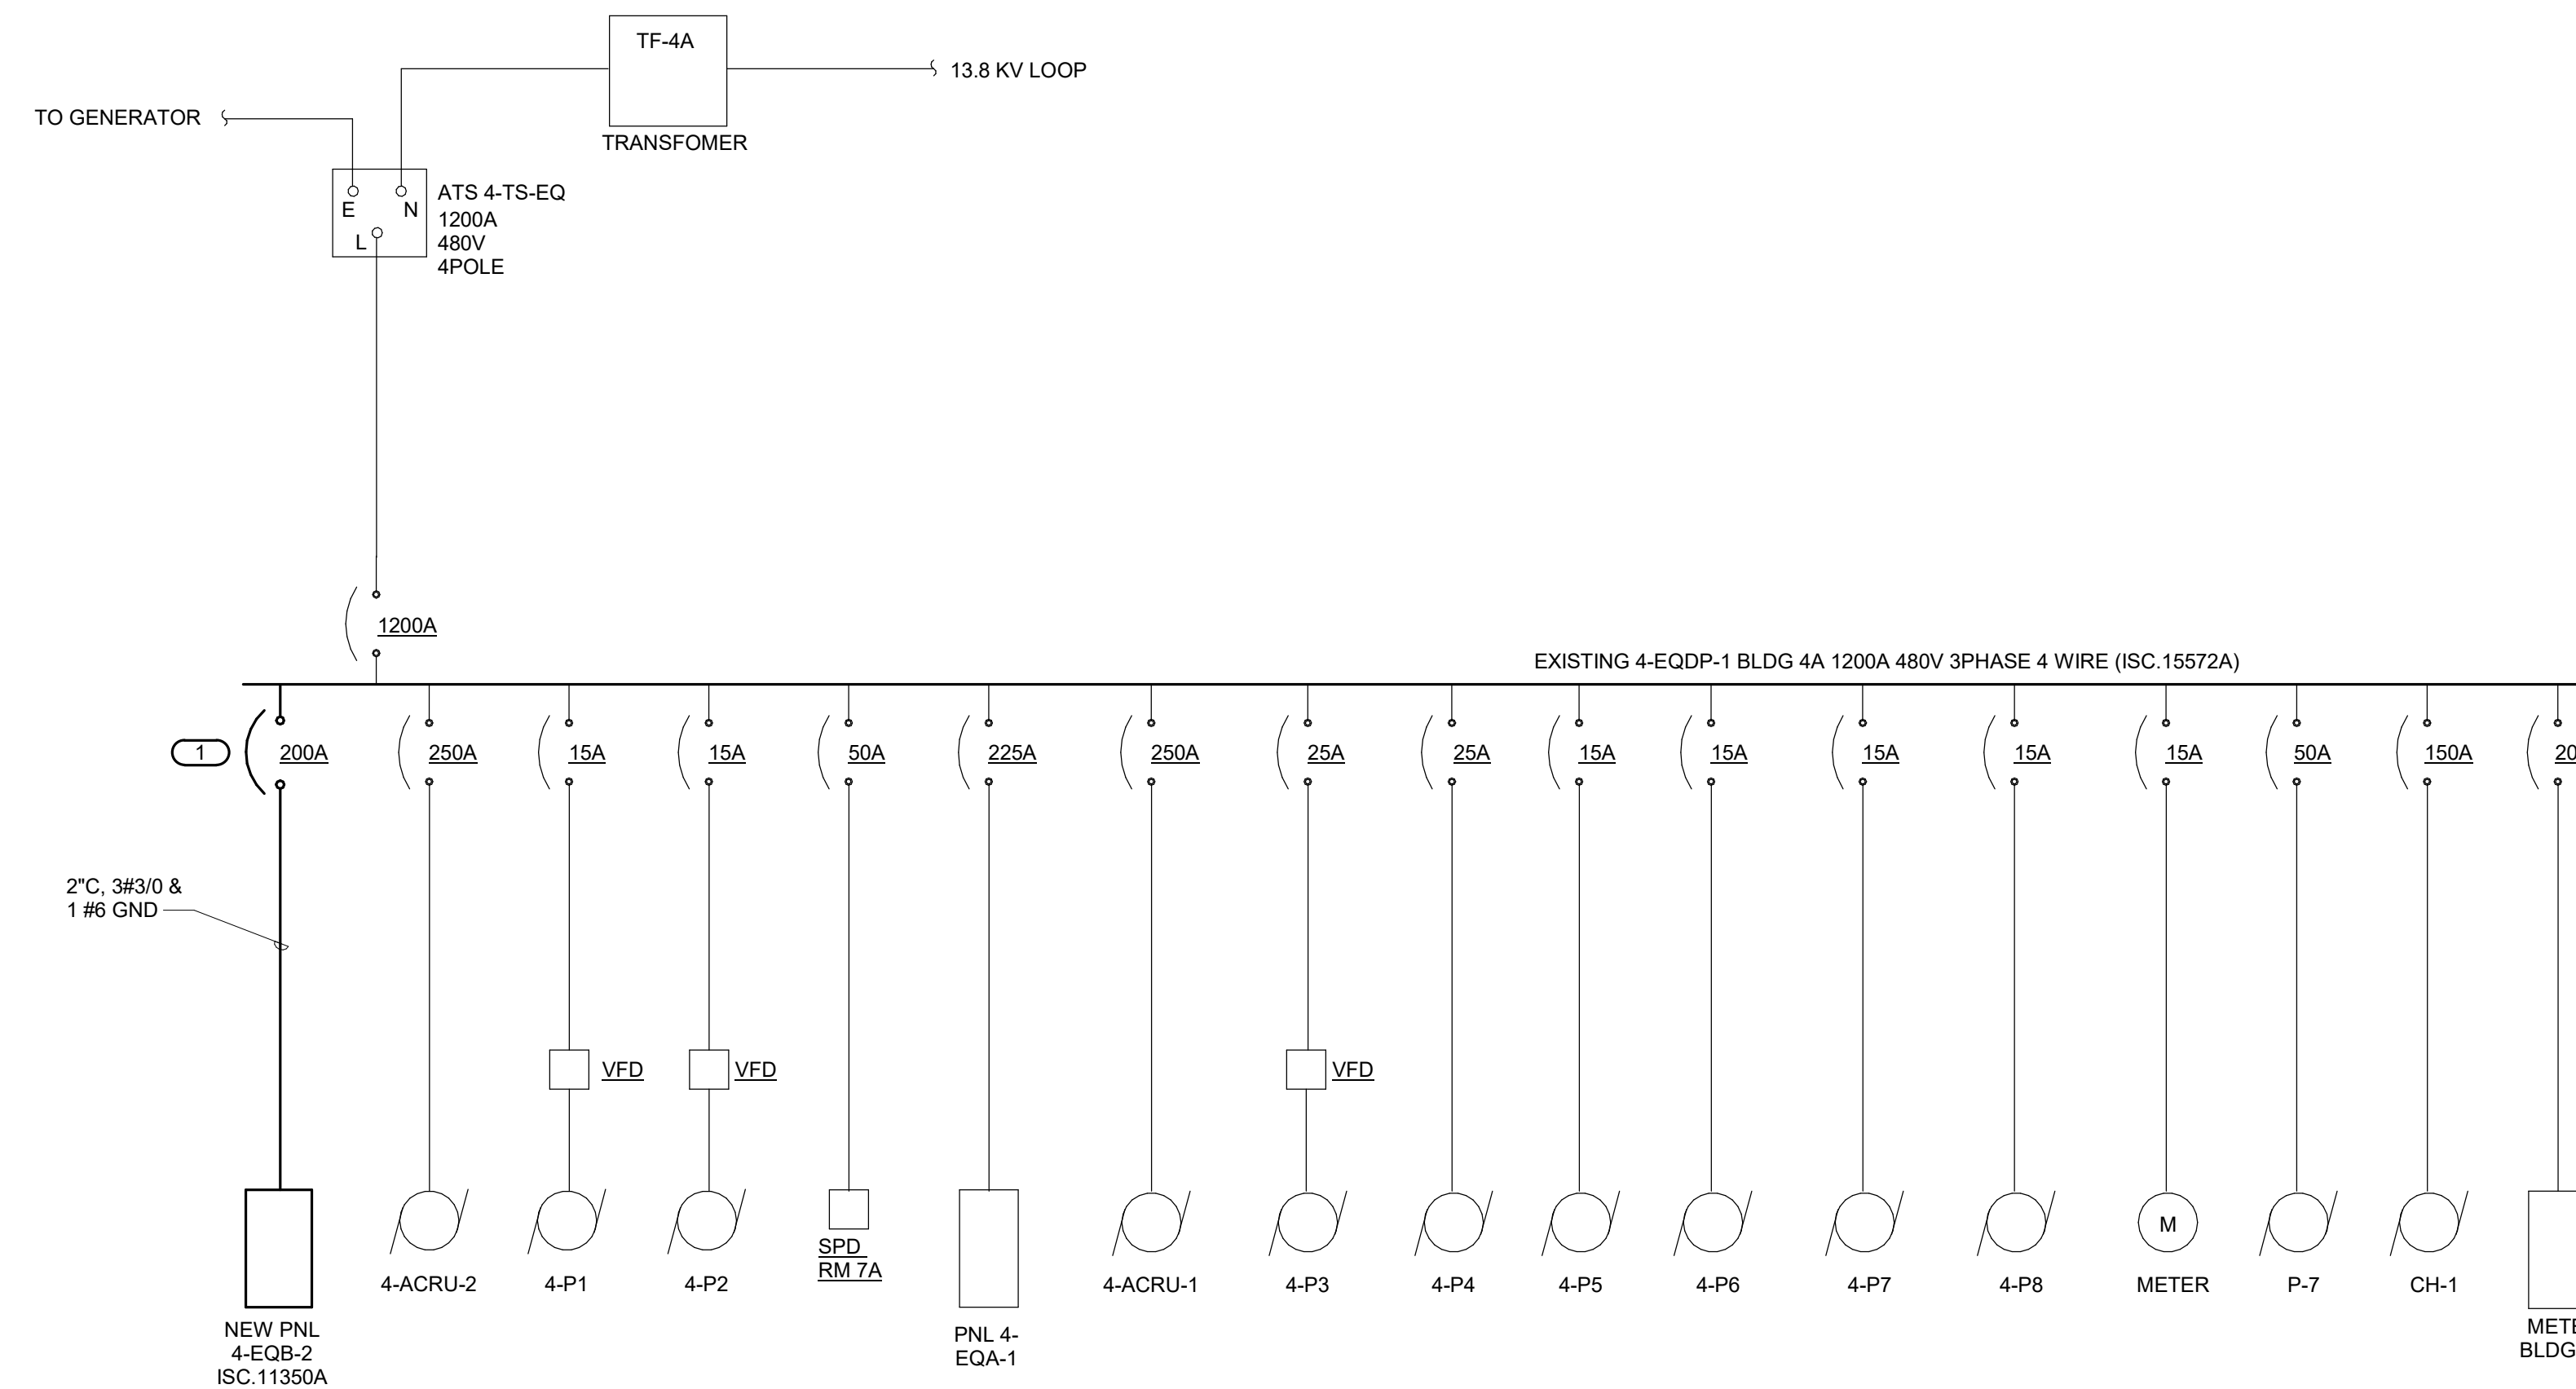 TF-4A
13.8 KV LOOP
TO GENERATOR
TRANSFOMER
E
N
L
ATS 4-TS-EQ
1200A
480V
4POLE
1200A
EXISTING 4-EQDP-1 BLDG 4A 1200A 480V 3PHASE 4 WIRE (ISC.15572A)
1
200A
250A
15A
15A
50A
225A
250A
25A
25A
15A
15A
15A
15A
15A
50A
150A
20
2"C, 3#3/0 &
1 #6 GND
VFD
VFD
VFD
NEW PNL
4-EQB-2
ISC.11350A
4-ACRU-2
4-P1
4-P2
SPD
RM 7A
PNL 4-
EQA-1
4-ACRU-1
4-P3
4-P4
4-P5
4-P6
4-P7
4-P8
M
METER
P-7
CH-1
BLDG